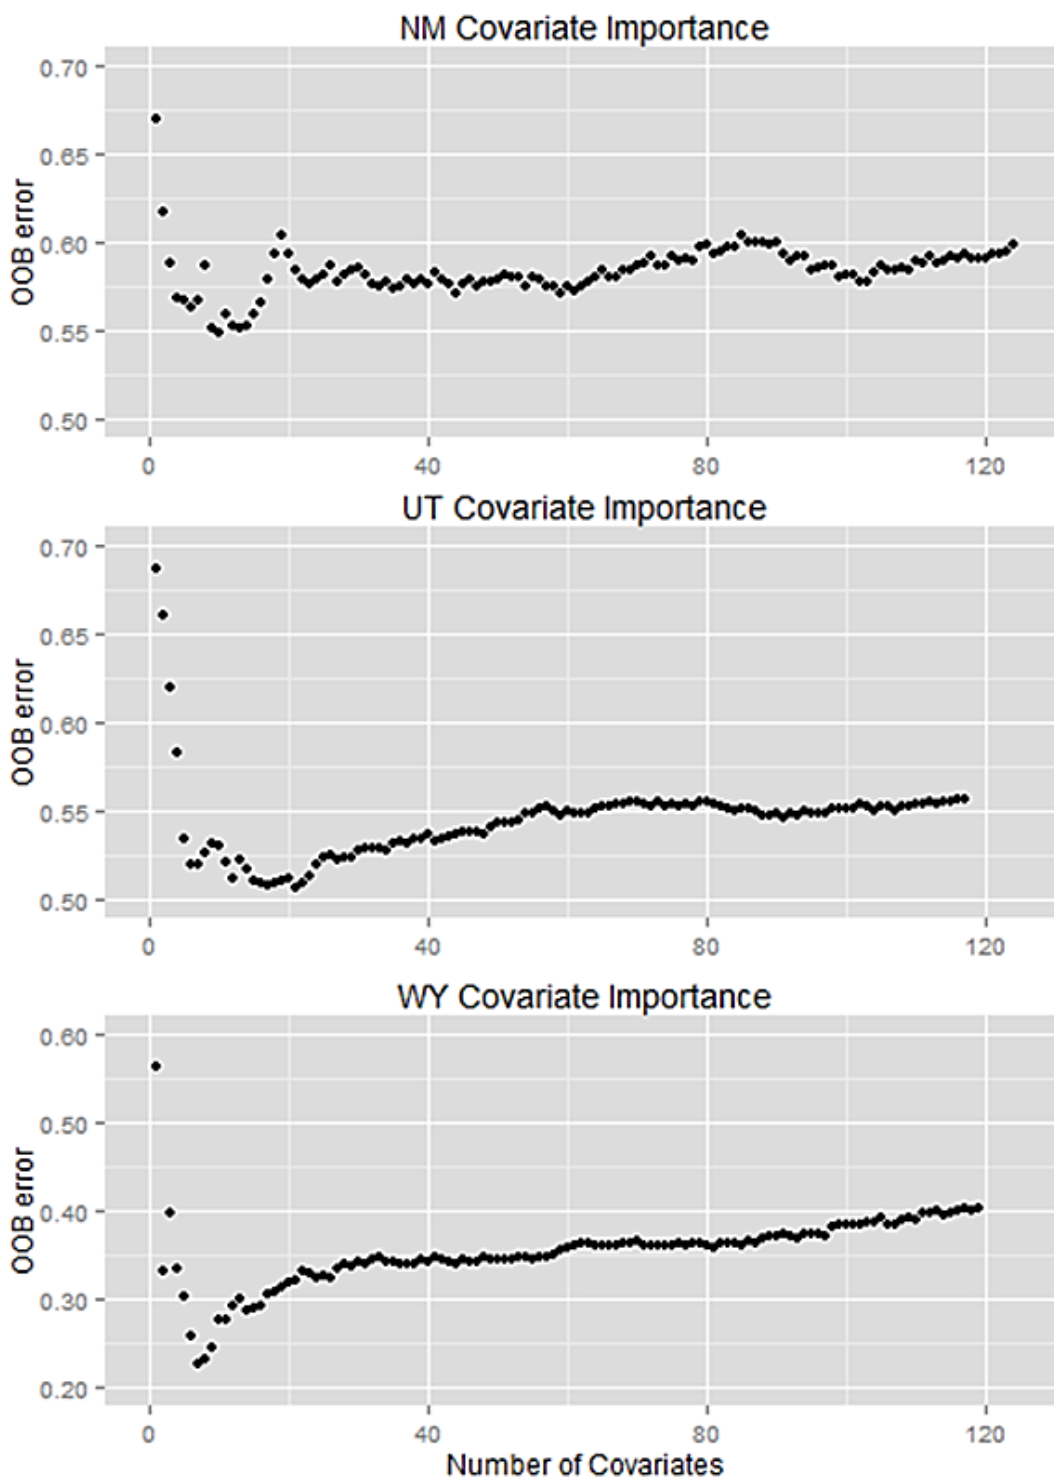 NM Covariate Importance
0.70
0.65
0.60
0.55
0.50
OOB error
0 40 80 120
UT Covariate Importance
0.70
0.65
0.60
0.55
0.50
OOB error
0 40 80 120
WY Covariate Importance
0.60
0.50
0.40
0.30
0.20
OOB error
0 40 80 120
Number of Covariates